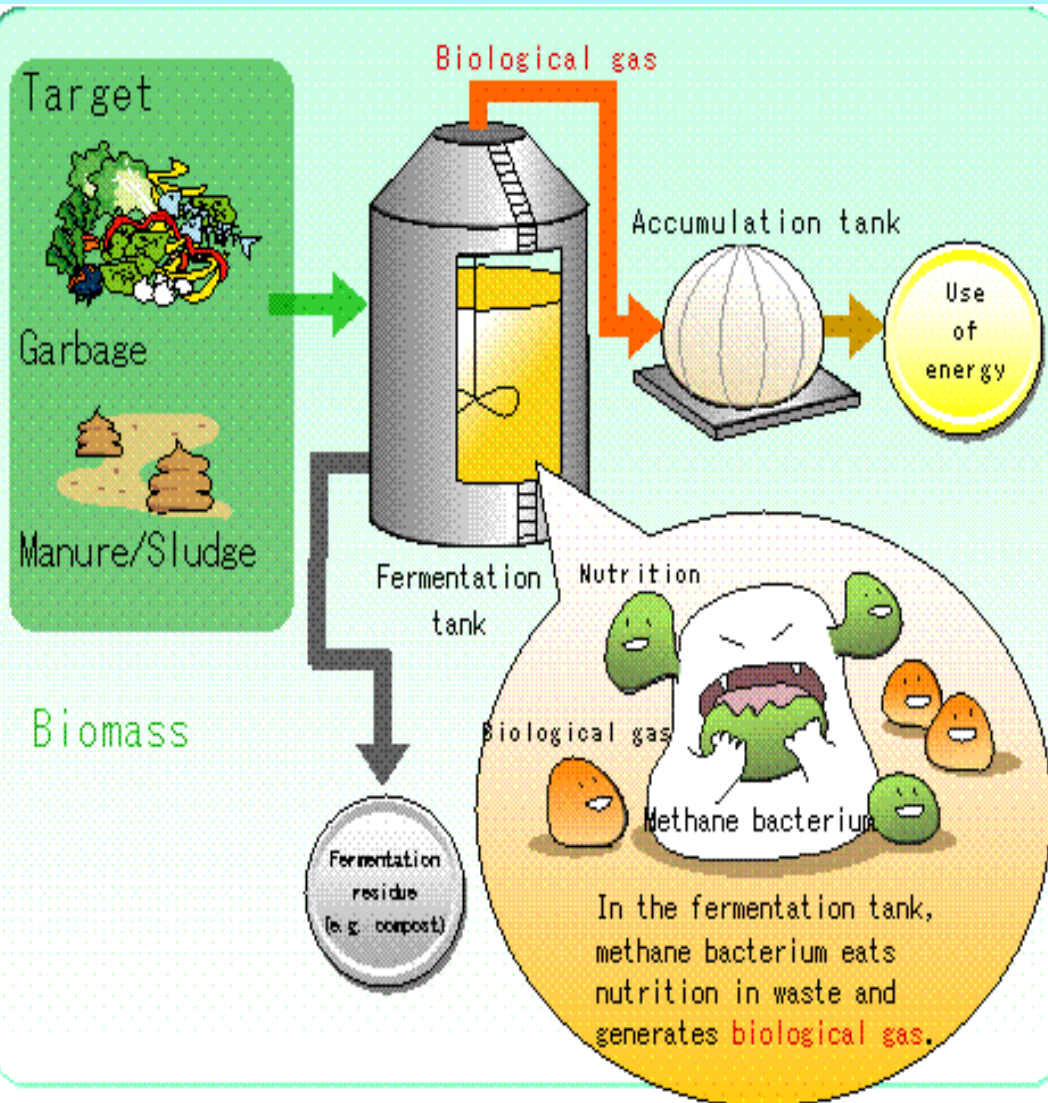 Biological gas
Target
Accumulation tank
Use
of
energy
Garbage
Manure/Sludge
Fermentation
tank
Nutrition
Biomass
Biological gas
Methane bacterium
Fermentation
residue
(e.g. compost)
In the fermentation tank,
methane bacterium eats
nutrition in waste and
generates biological gas.